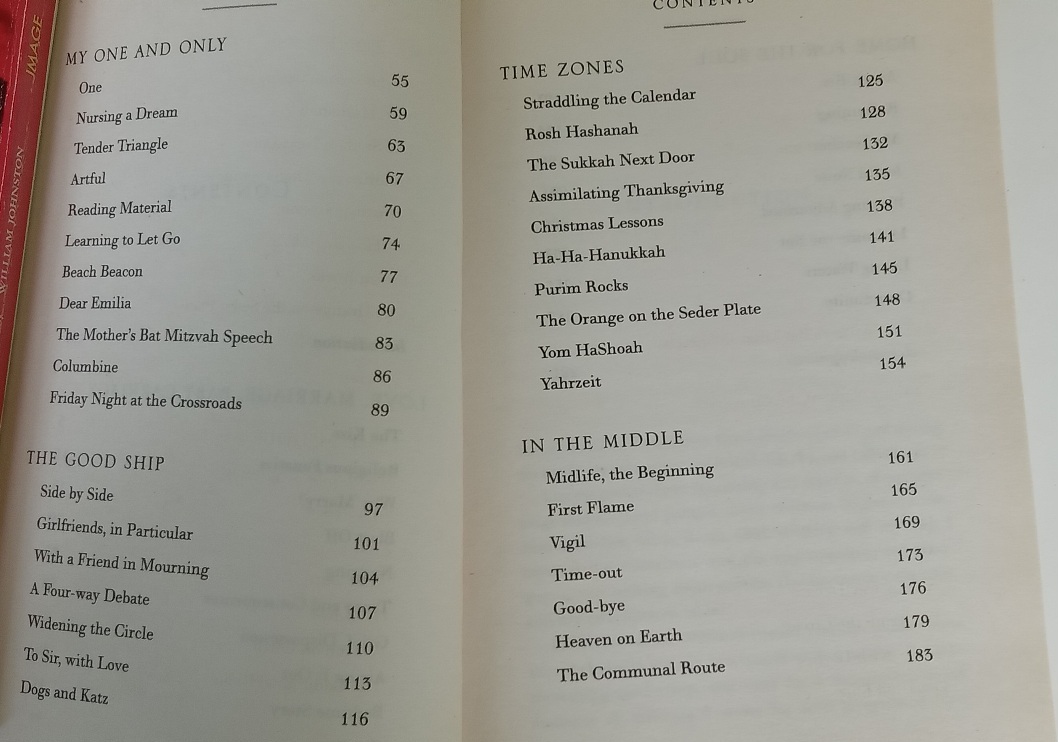 IMAGE
WILLIAM JOHNSTON
MY ONE AND ONLY
One 55
Nursing a Dream 59
Tender Triangle 63
Artful 67
Reading Material 70
Learning to Let Go 74
Beach Beacon 77
Dear Emilia 80
The Mother's Bat Mitzvah Speech 83
Columbine 86
Friday Night at the Crossroads 89
THE GOOD SHIP
Side by Side 97
Girlfriends, in Particular 101
With a Friend in Mourning 104
A Four-way Debate 107
Widening the Circle 110
To Sir, with Love 113
Dogs and Katz 116
CONTENTS
TIME ZONES
Straddling the Calendar 125
Rosh Hashanah 128
The Sukkah Next Door 132
Assimilating Thanksgiving 135
Christmas Lessons 138
Ha-Ha-Hanukkah 141
Purim Rocks 145
The Orange on the Seder Plate 148
Yom HaShoah 151
Yahrzeit 154
IN THE MIDDLE
Midlife, the Beginning 161
First Flame 165
Vigil 169
Time-out 173
Good-bye 176
Heaven on Earth 179
The Communal Route 183